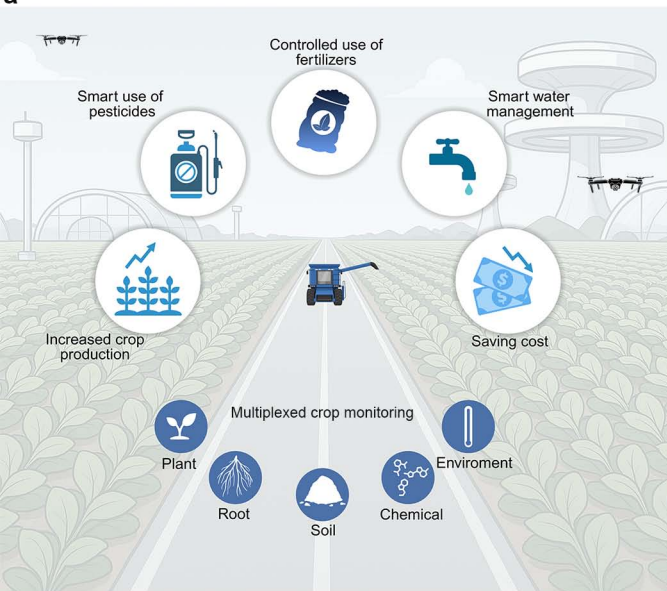 a
Controlled use of
fertilizers
Smart use of
pesticides
Smart water
management
Increased crop
production
Saving cost
Multiplexed crop monitoring
Plant
Enviroment
Root
Chemical
Soil